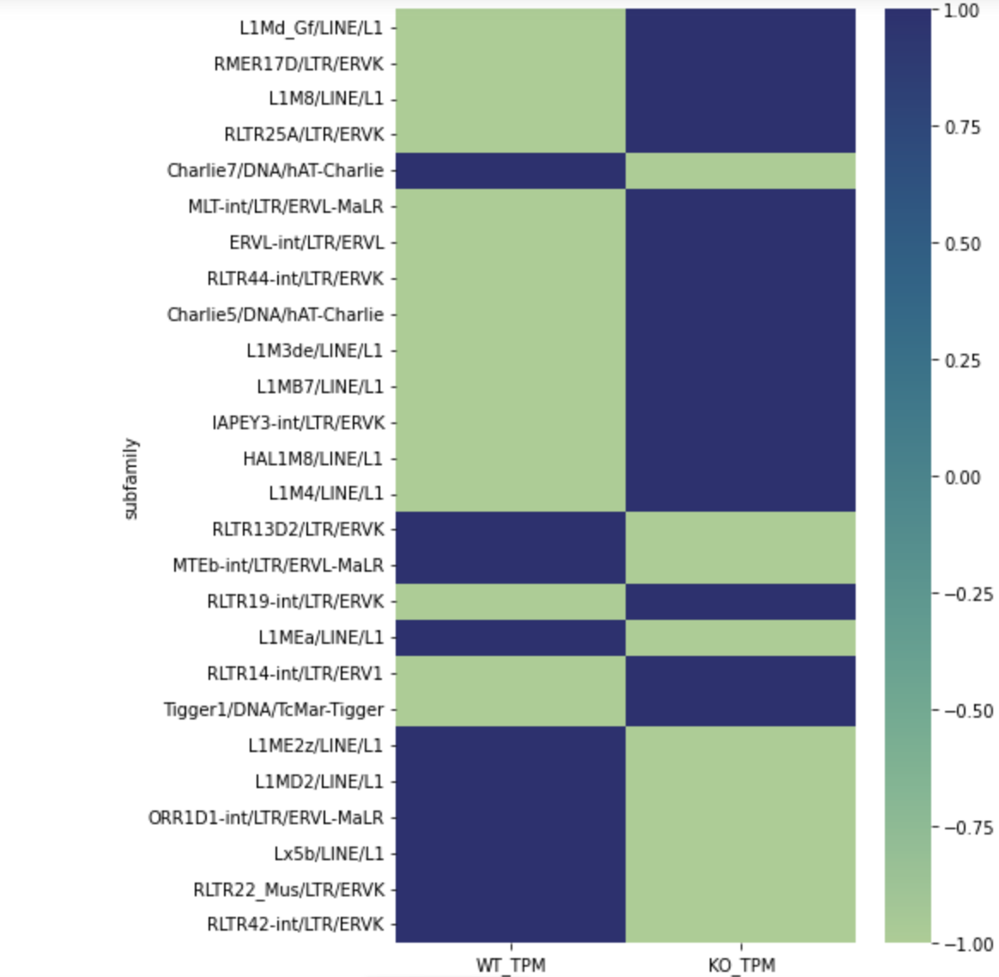 L1Md_Gf/LINE/L1
RMER17D/LTR/ERVK
L1M8/LINE/L1
RLTR25A/LTR/ERVK
Charlie7/DNA/hAT-Charlie
MLT-int/LTR/ERVL-MaLR
ERVL-int/LTR/ERVL
RLTR44-int/LTR/ERVK
Charlie5/DNA/hAT-Charlie
L1M3de/LINE/L1
L1MB7/LINE/L1
IAPEY3-int/LTR/ERVK
HAL1M8/LINE/L1
L1M4/LINE/L1
RLTR13D2/LTR/ERVK
MTEb-int/LTR/ERVL-MaLR
RLTR19-int/LTR/ERVK
L1MEa/LINE/L1
RLTR14-int/LTR/ERV1
Tigger1/DNA/TcMar-Tigger
L1ME2z/LINE/L1
L1MD2/LINE/L1
ORR1D1-int/LTR/ERVL-MaLR
Lx5b/LINE/L1
RLTR22_Mus/LTR/ERVK
RLTR42-int/LTR/ERVK
subfamily
WT_TPM
KO_TPM
1.00
0.75
0.50
0.25
0.00
−0.25
−0.50
−0.75
−1.00